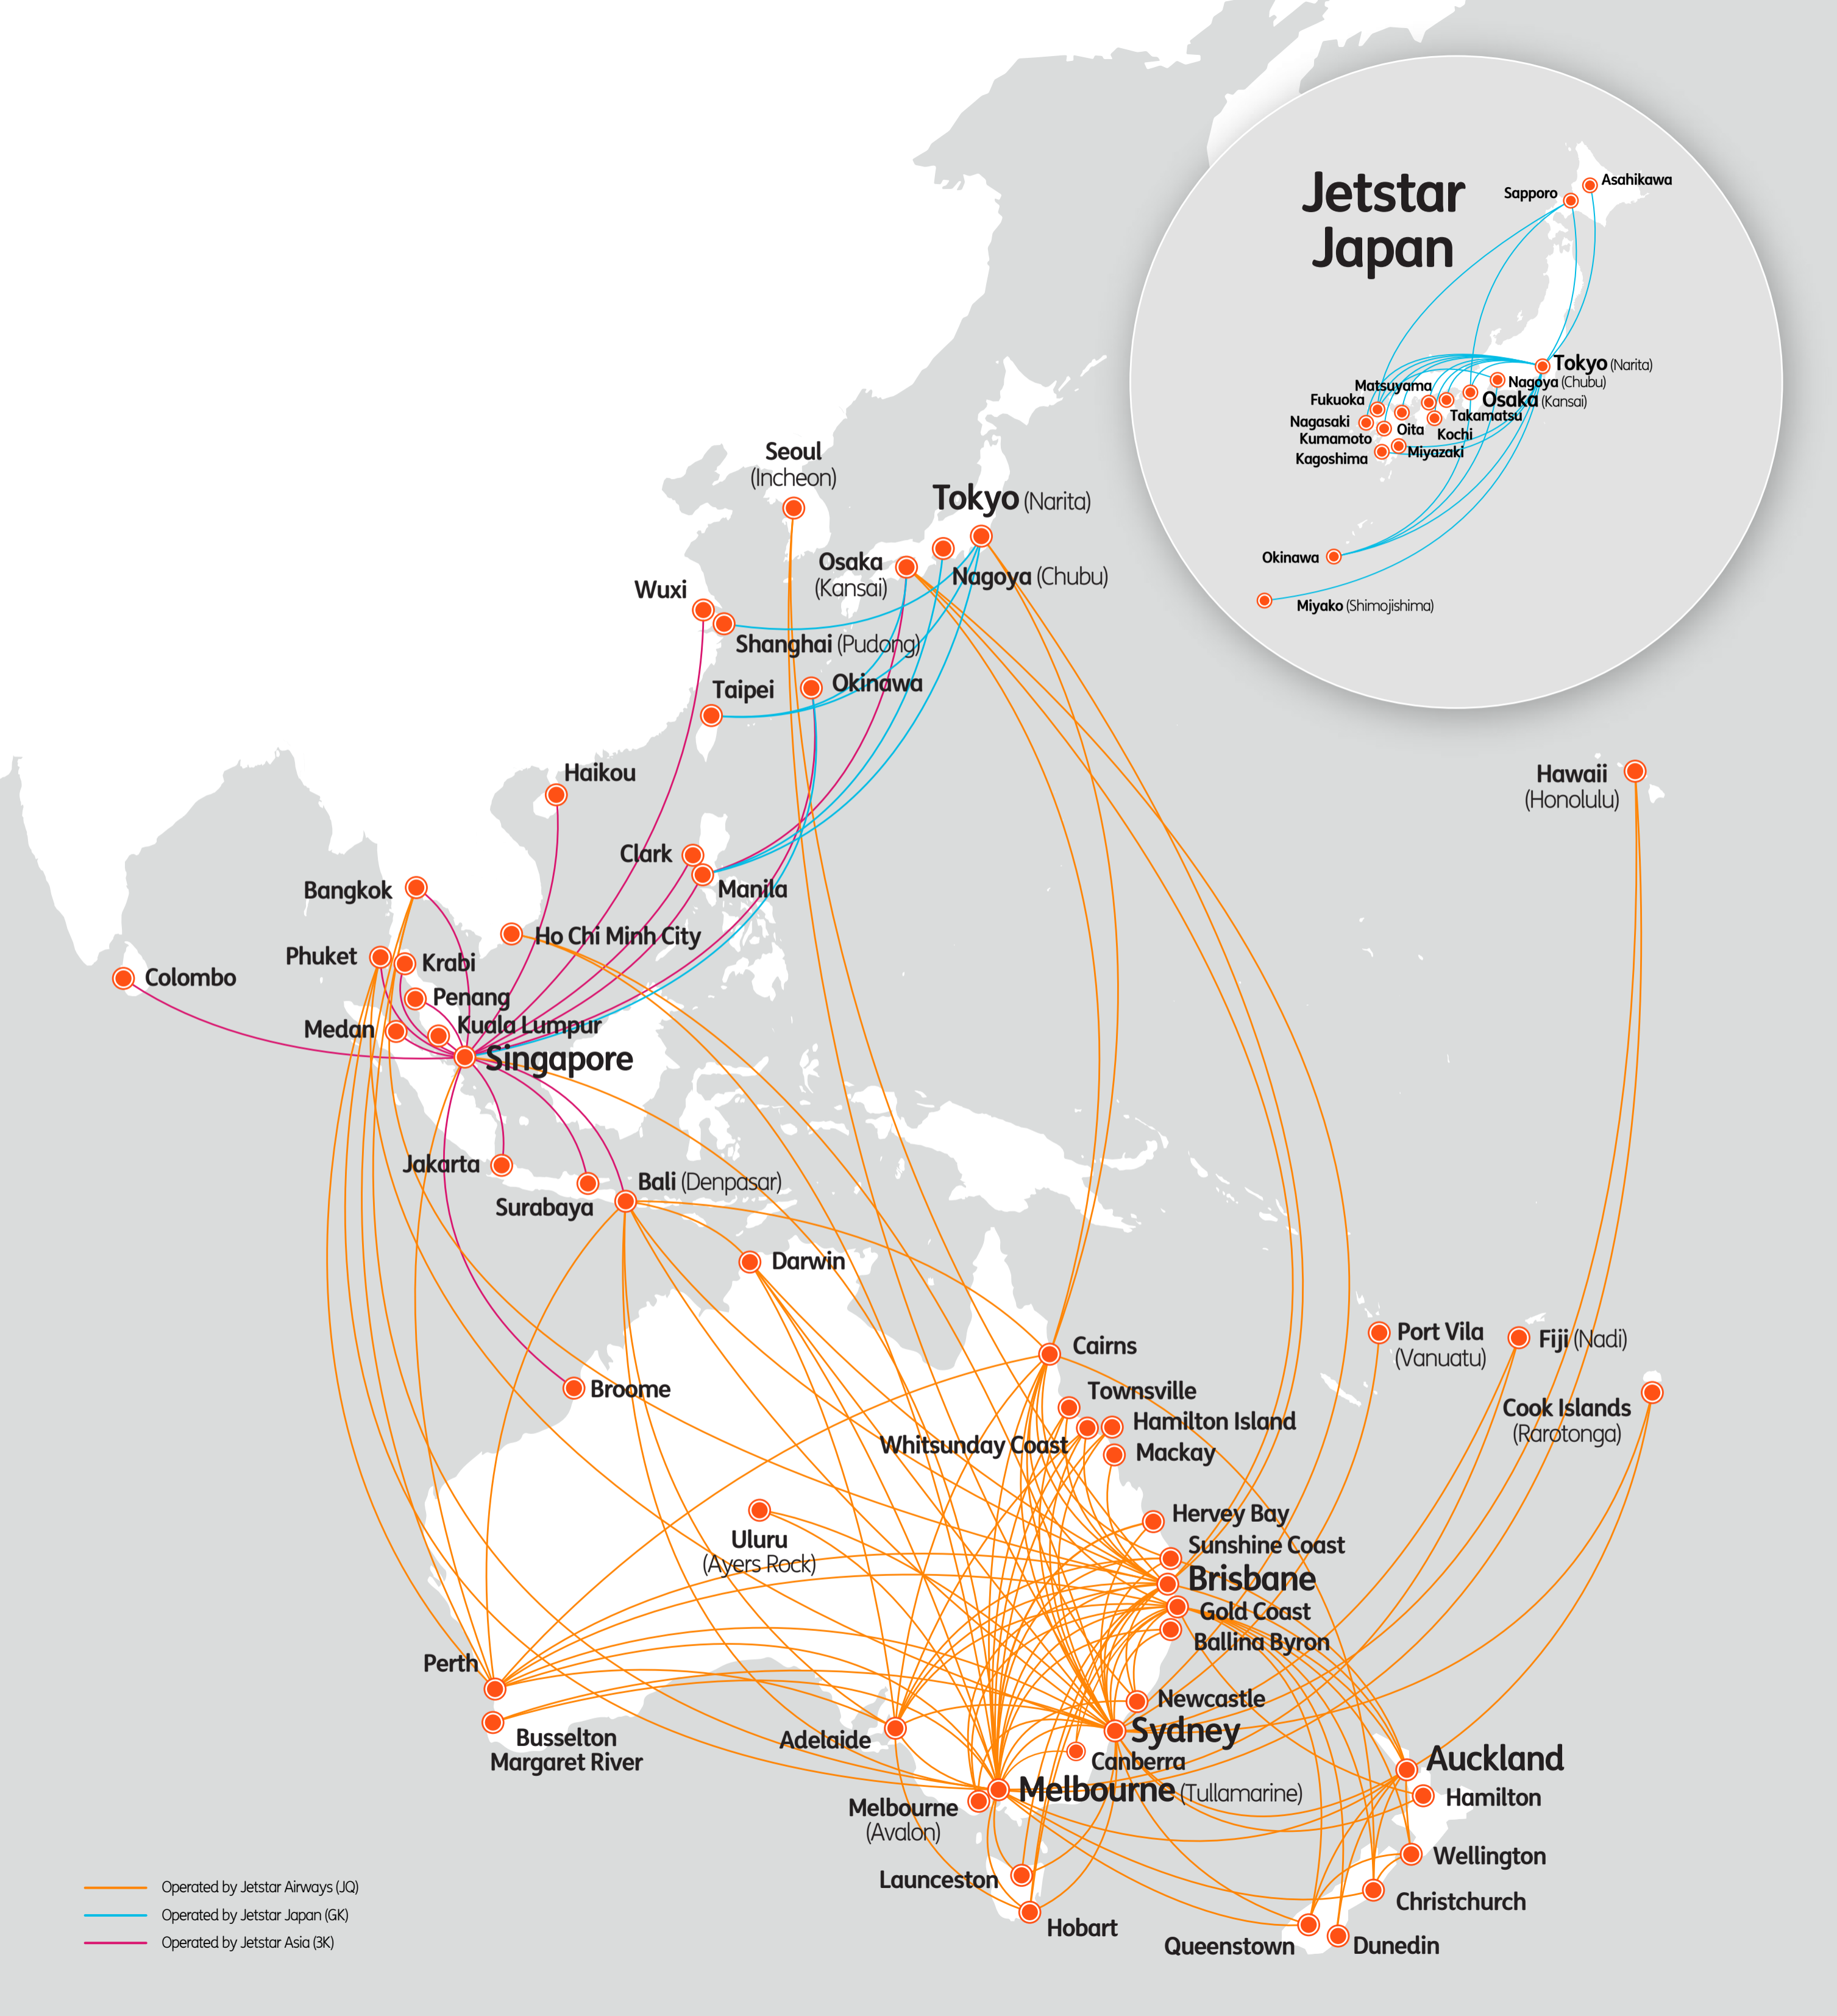 Jetstar
Japan
Asahikawa
Sapporo
Tokyo (Narita)
Nagoya (Chubu)
Matsuyama
Osaka (Kansai)
Fukuoka
Takamatsu
Nagasaki
Oita
Kochi
Kumamoto
Miyazaki
Kagoshima
Okinawa
Miyako (Shimojishima)
Seoul
(Incheon)
Tokyo (Narita)
Osaka
(Kansai)
Nagoya (Chubu)
Wuxi
Shanghai (Pudong)
Okinawa
Taipei
Haikou
Hawaii
(Honolulu)
Clark
Manila
Bangkok
Ho Chi Minh City
Phuket
Krabi
Colombo
Penang
Medan
Kuala Lumpur
Singapore
Jakarta
Bali (Denpasar)
Surabaya
Darwin
Port Vila
(Vanuatu)
Fiji (Nadi)
Cairns
Broome
Townsville
Cook Islands
(Rarotonga)
Hamilton Island
Whitsunday Coast
Mackay
Hervey Bay
Uluru
(Ayers Rock)
Sunshine Coast
Brisbane
Gold Coast
Ballina Byron
Perth
Newcastle
Sydney
Busselton
Margaret River
Adelaide
Canberra
Auckland
Melbourne (Tullamarine)
Hamilton
Melbourne
(Avalon)
Wellington
Launceston
Christchurch
Hobart
Queenstown
Dunedin
Operated by Jetstar Airways (JQ)
Operated by Jetstar Japan (GK)
Operated by Jetstar Asia (3K)